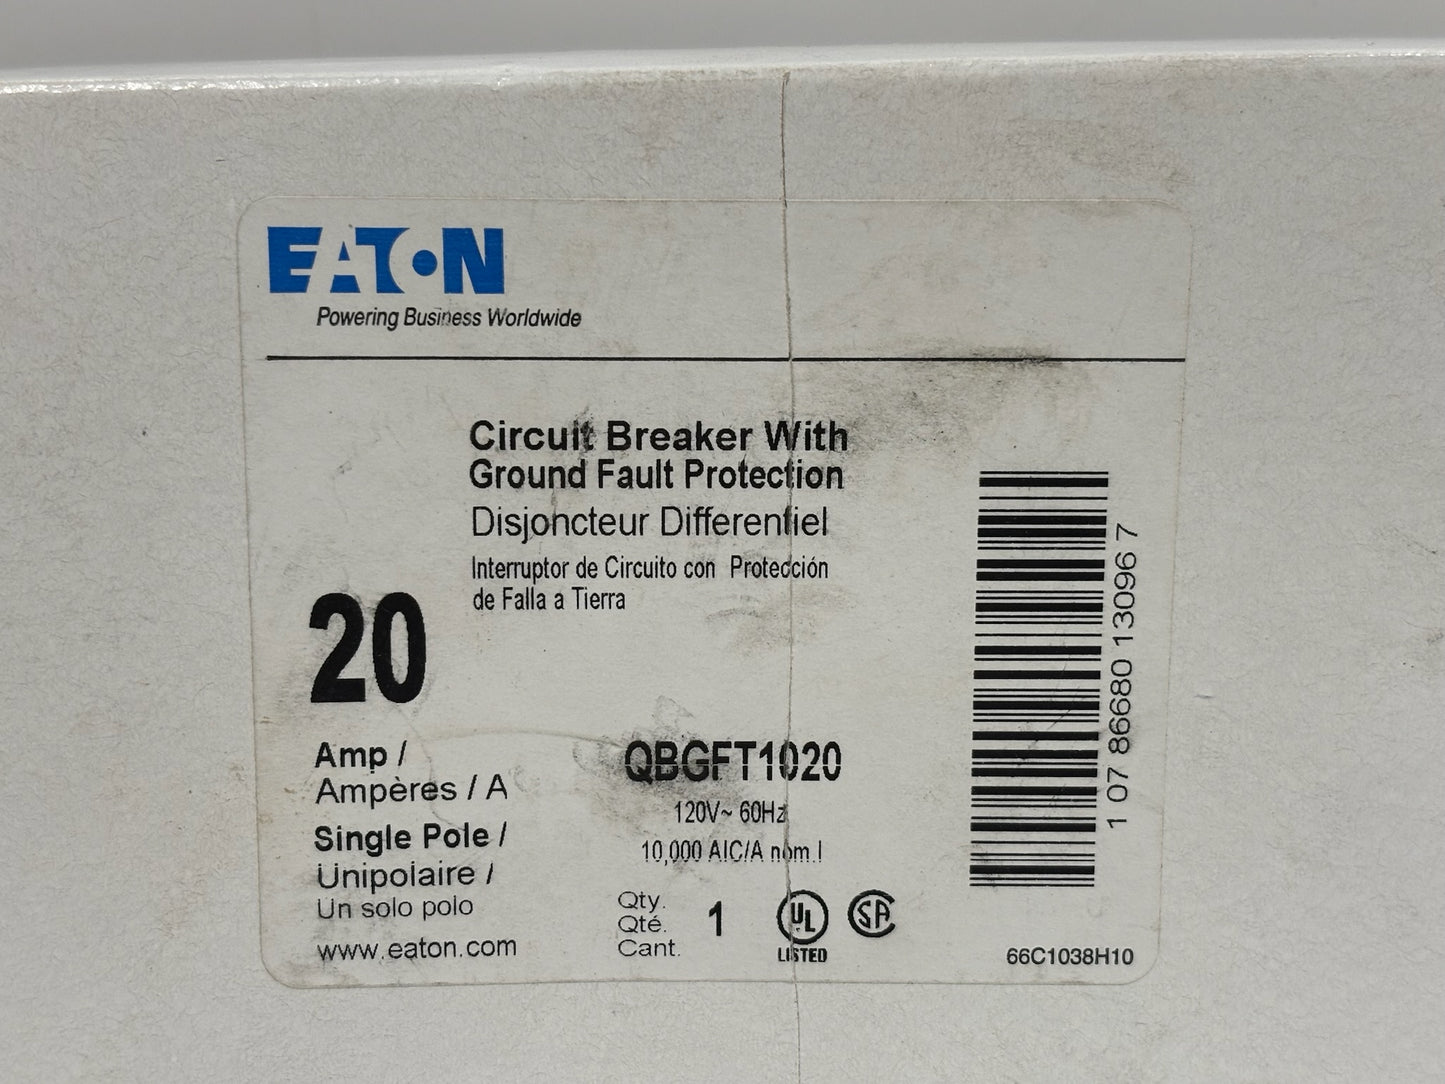 EATON
Powering Business Worldwide
Circuit Breaker With
Ground Fault Protection
Disjoncteur Differentiel
Interruptor de Circuito con Protección
de Falla a Tierra
20
Amp /
Ampères / A
Single Pole /
Unipolaire /
Un solo polo
www.eaton.com
QBGFT1020
120V~ 60Hz
10,000 AIC/A nom.I
Qty.
Qté. 1
Cant.
UL
LISTED
SA
1 07 86680 13096 7
66C1038H10